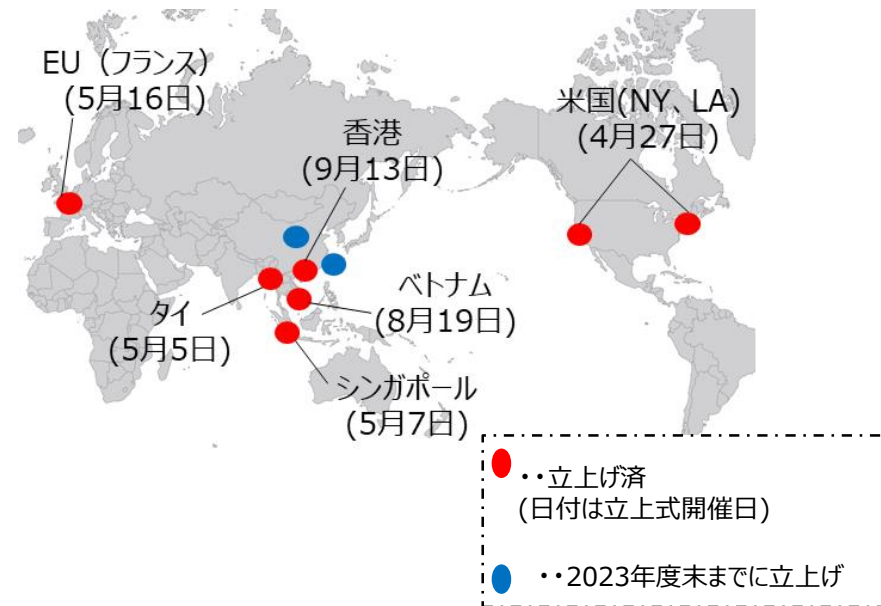 EU（フランス）
(5月16日)
香港
(9月13日)
米国(NY、LA)
(4月27日)
タイ
(5月5日)
ベトナム
(8月19日)
シンガポール
(5月7日)
・・立上げ済
(日付は立上式開催日)
・・2023年度末までに立上げ